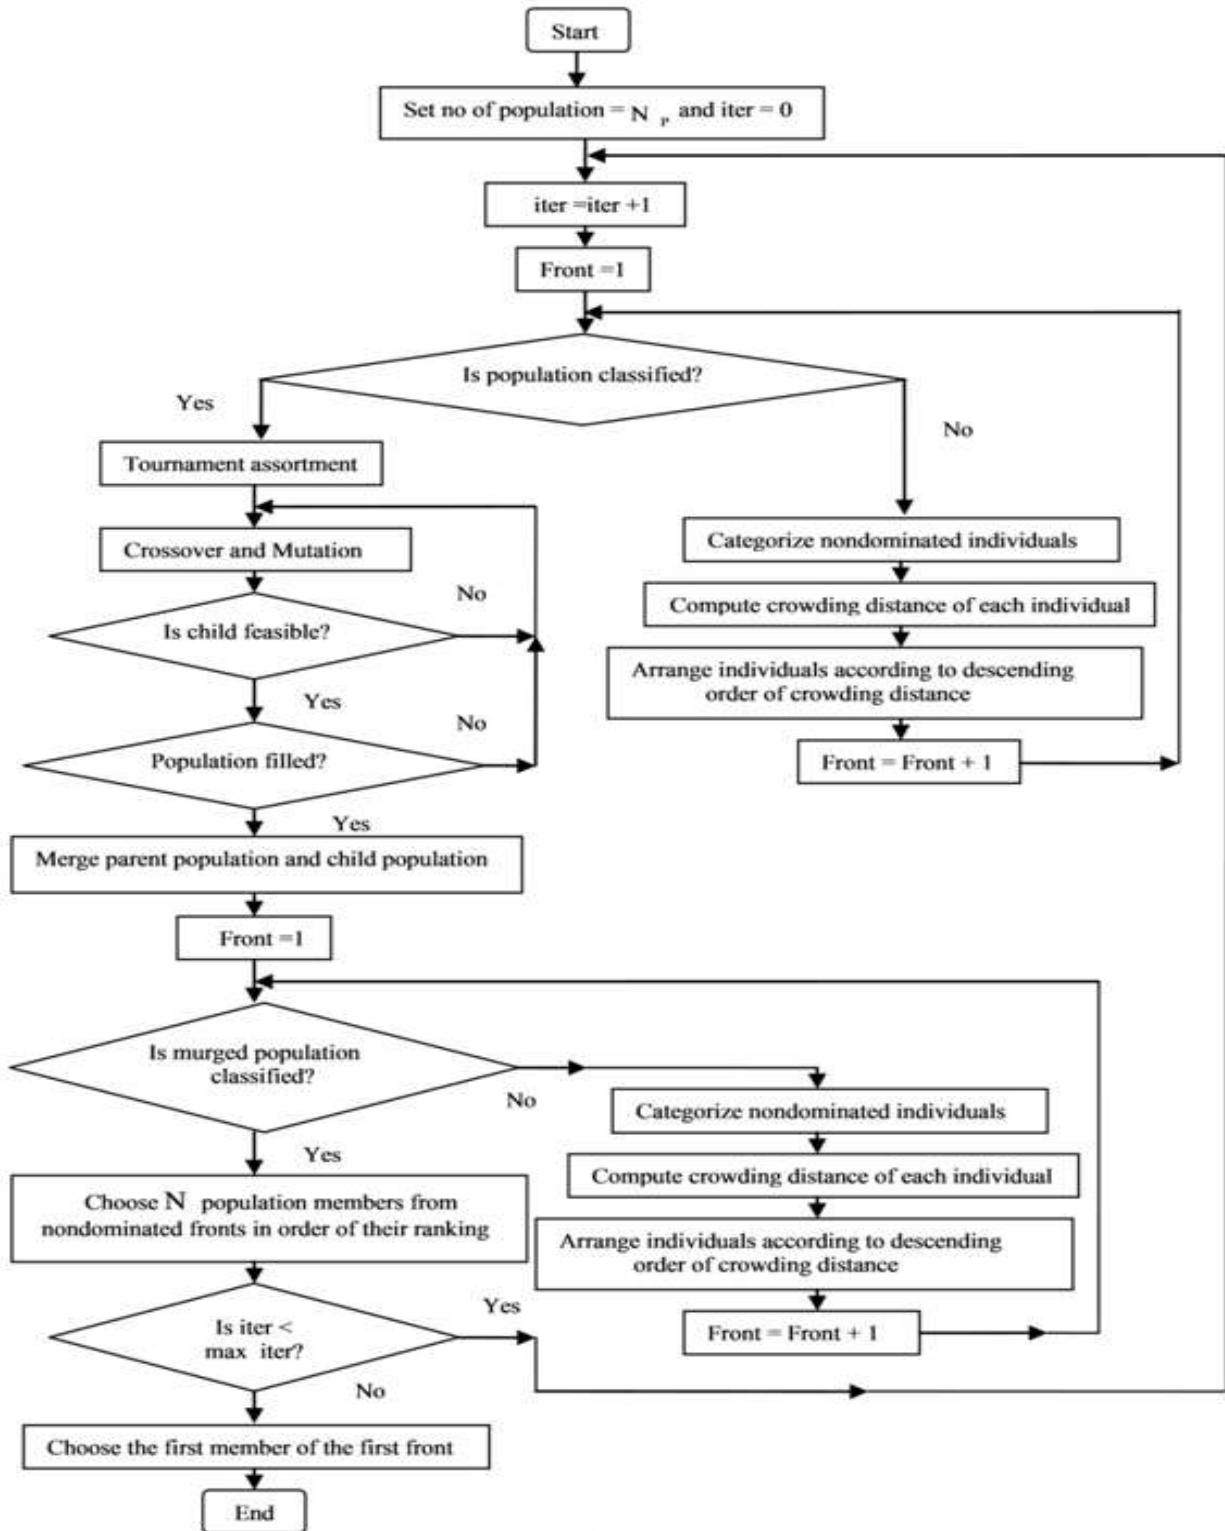 Start
Set no of population = N P and iter = 0
iter =iter +1
Front =1
Is population classified?
Yes
No
Tournament assortment
Crossover and Mutation
No
Is child feasible?
Yes
No
Population filled?
Yes
Categorize nondominated individuals
Compute crowding distance of each individual
Arrange individuals according to descending
order of crowding distance
Front = Front + 1
Merge parent population and child population
Front =1
Is murged population
classified?
No
Yes
Categorize nondominated individuals
Compute crowding distance of each individual
Arrange individuals according to descending
order of crowding distance
Front = Front + 1
Choose N population members from
nondominated fronts in order of their ranking
Yes
Is iter <
max iter?
No
Choose the first member of the first front
End